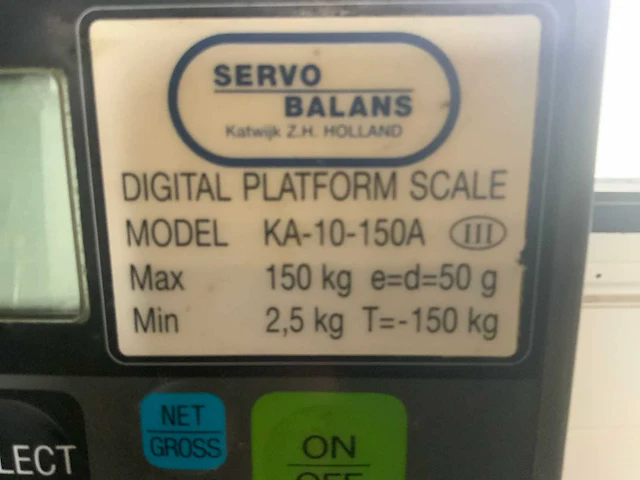 SERVO
BALANS
Katwijk Z.H. HOLLAND
DIGITAL PLATFORM SCALE
MODEL KA-10-150A III
Max 150 kg e=d=50 g
Min 2,5 kg T=-150 kg
NET
GROSS
ON
OFF
LECT